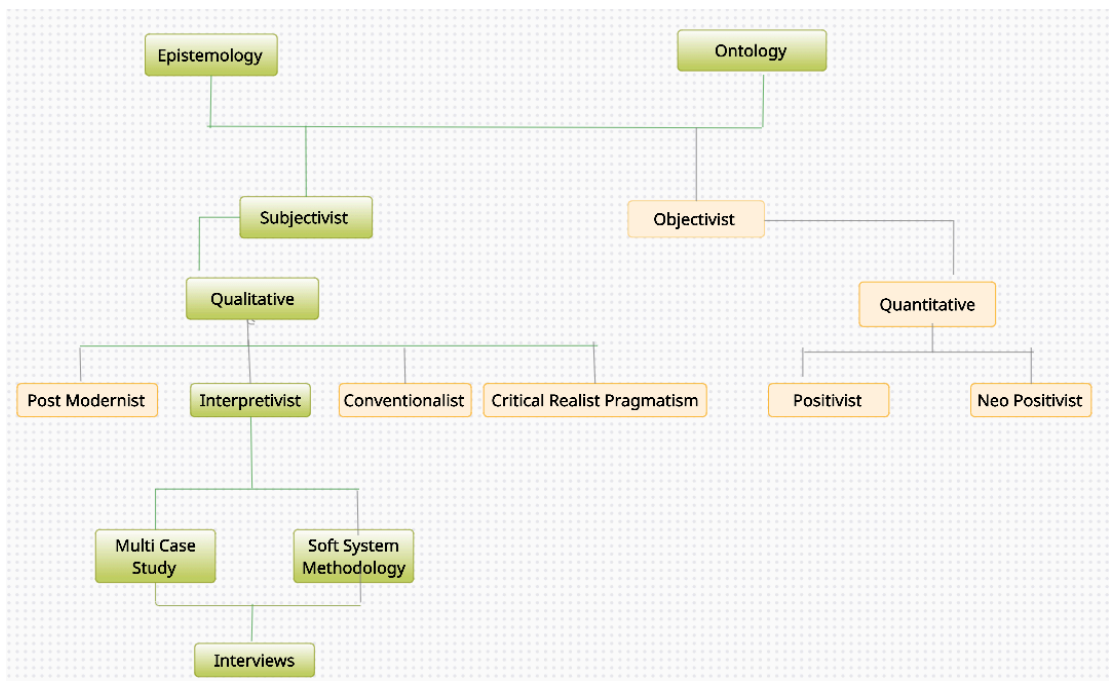 Epistemology
Ontology
Subjectivist
Objectivist
Qualitative
Quantitative
Post Modernist
Interpretivist
Conventionalist
Critical Realist Pragmatism
Positivist
Neo Positivist
Multi Case
Study
Soft System
Methodology
Interviews